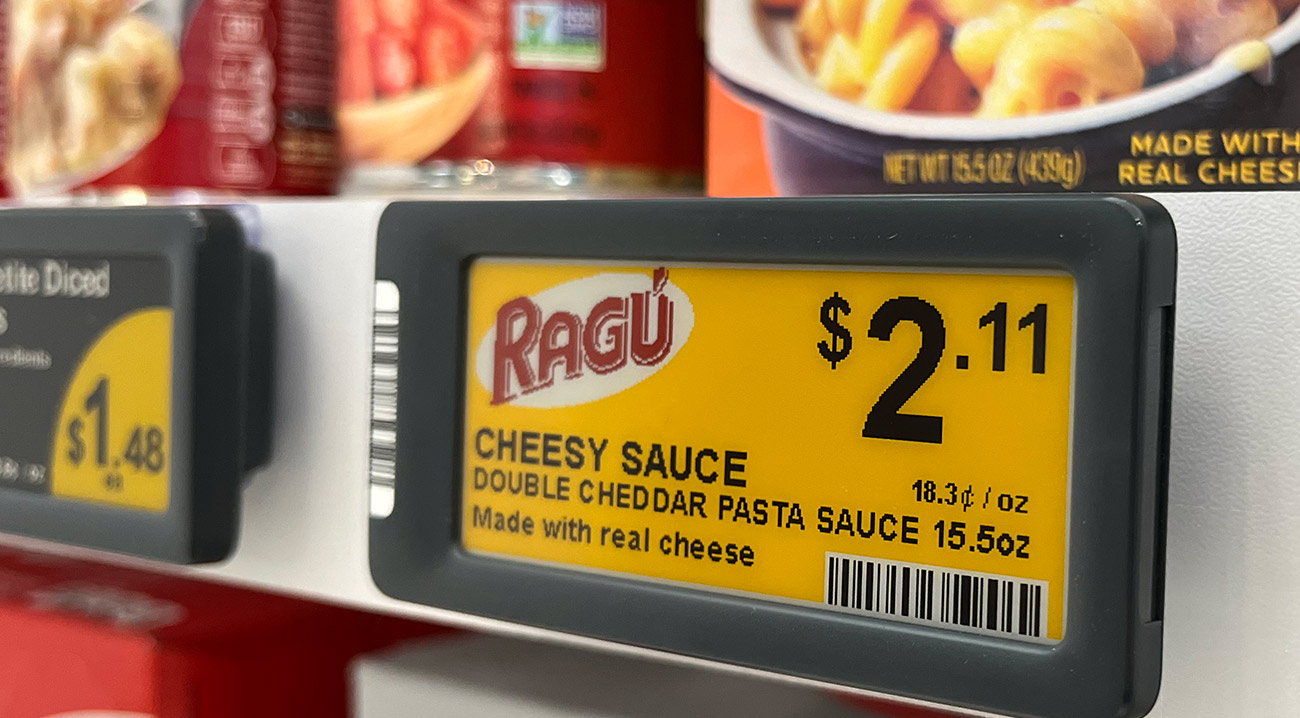 NET WT 15.5 OZ (439g)
MADE WITH
REAL CHEES
etite Diced
$1.48
ea
RAGÚ
$2.11
CHEESY SAUCE
18.3¢/oz
DOUBLE CHEDDAR PASTA SAUCE 15.5oz
Made with real cheese